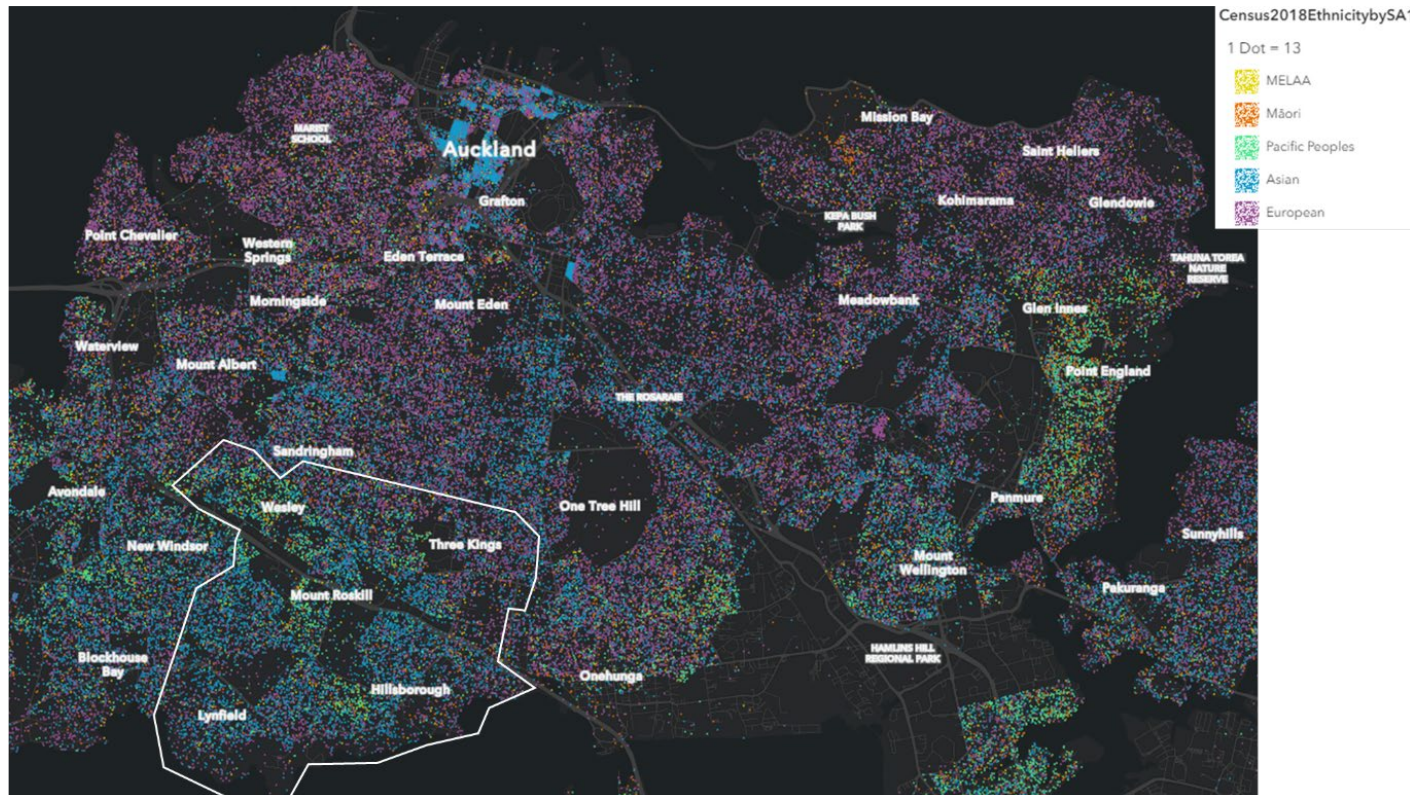 Census2018EthnicitybySA1
1 Dot = 13
MELAA
Māori
Pacific Peoples
Asian
European
MARIST
SCHOOL
Auckland
Mission Bay
Saint Heliers
Grafton
Kohimarama
Glendowie
Point Chevalier
Western
Springs
Eden Terrace
KEPA BUSH
PARK
TAHUNA TOREA
NATURE
RESERVE
Morningside
Mount Eden
Meadowbank
Glen Innes
Waterview
Mount Albert
Point England
THE ROSARAIE
Sandringham
Avondale
Wesley
One Tree Hill
Panmure
New Windsor
Three Kings
Sunnyhills
Mount
Wellington
Mount Roskill
Pakuranga
Blockhouse
Bay
HAMLINS HILL
REGIONAL PARK
Onehunga
Hillsborough
Lynfield